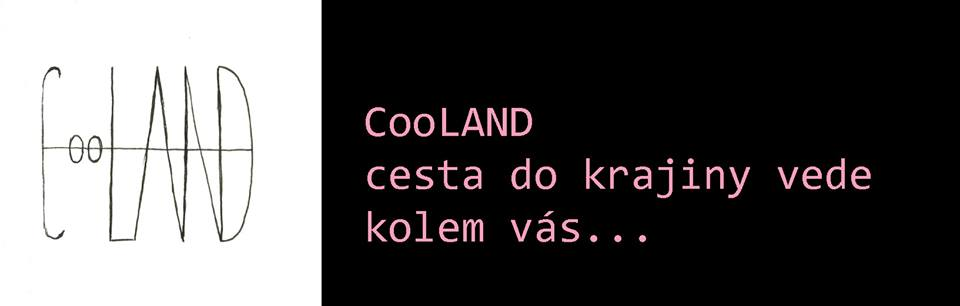 CooLAND
CooLAND
cesta do krajiny vede
kolem vás...